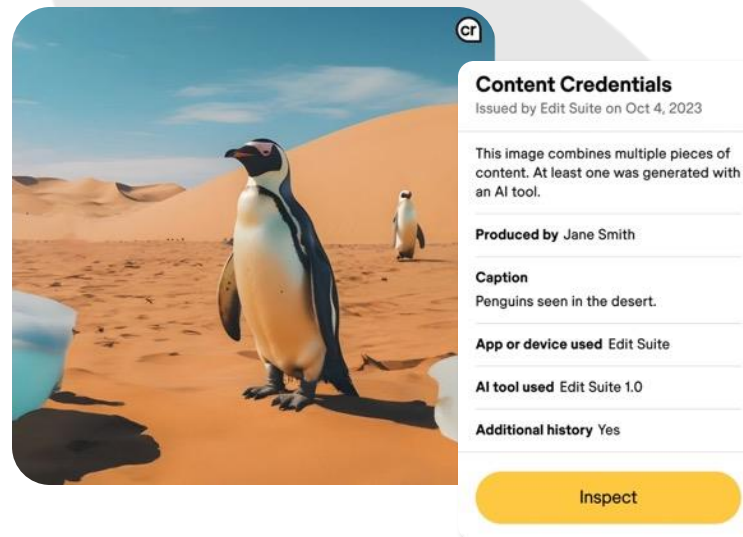 cr
Content Credentials
Issued by Edit Suite on Oct 4, 2023
This image combines multiple pieces of
content. At least one was generated with
an AI tool.
Produced by Jane Smith
Caption
Penguins seen in the desert.
App or device used Edit Suite
AI tool used Edit Suite 1.0
Additional history Yes
Inspect